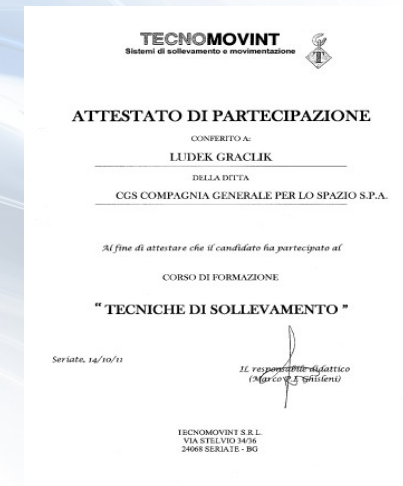 TECNOMOVINT
Sistemi di sollevamento e movimentazione
ATTESTATO DI PARTECIPAZIONE
CONFERITO A:
LUDEK GRACLIK
DELLA DITTA
CGS COMPAGNIA GENERALE PER LO SPAZIO S.P.A.
Al fine di attestare che il candidato ha partecipato al
CORSO DI FORMAZIONE
" TECNICHE DI SOLLEVAMENTO "
Seriate, 14/10/11
IL responsabile didattico
(Marco P.I. Ghisleni)
TECNOMOVINT S.R.L.
VIA STELVIO 34/36
24068 SERIATE - BG